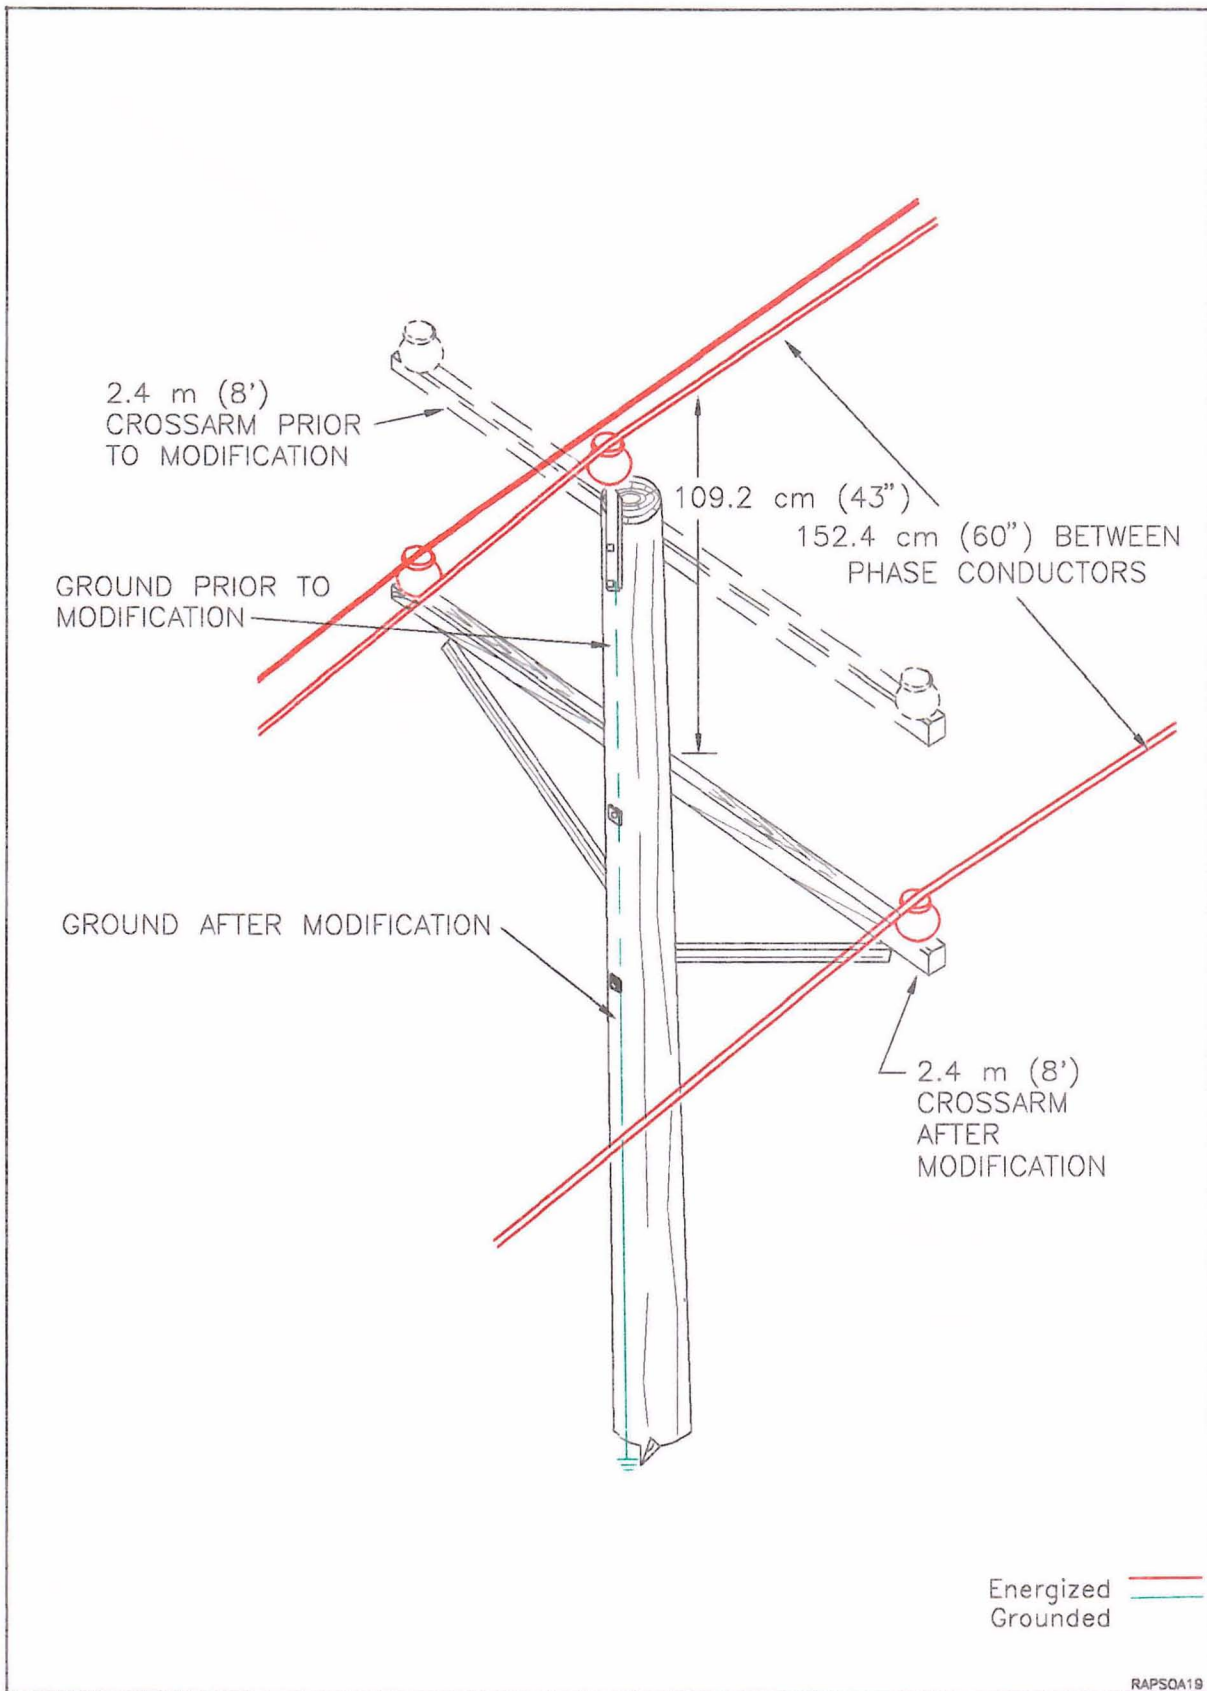 2.4 m (8')
CROSSARM PRIOR
TO MODIFICATION
109.2 cm (43")
152.4 cm (60") BETWEEN
PHASE CONDUCTORS
GROUND PRIOR TO
MODIFICATION
GROUND AFTER MODIFICATION
2.4 m (8')
CROSSARM
AFTER
MODIFICATION
Energized
Grounded
RAPSOA19